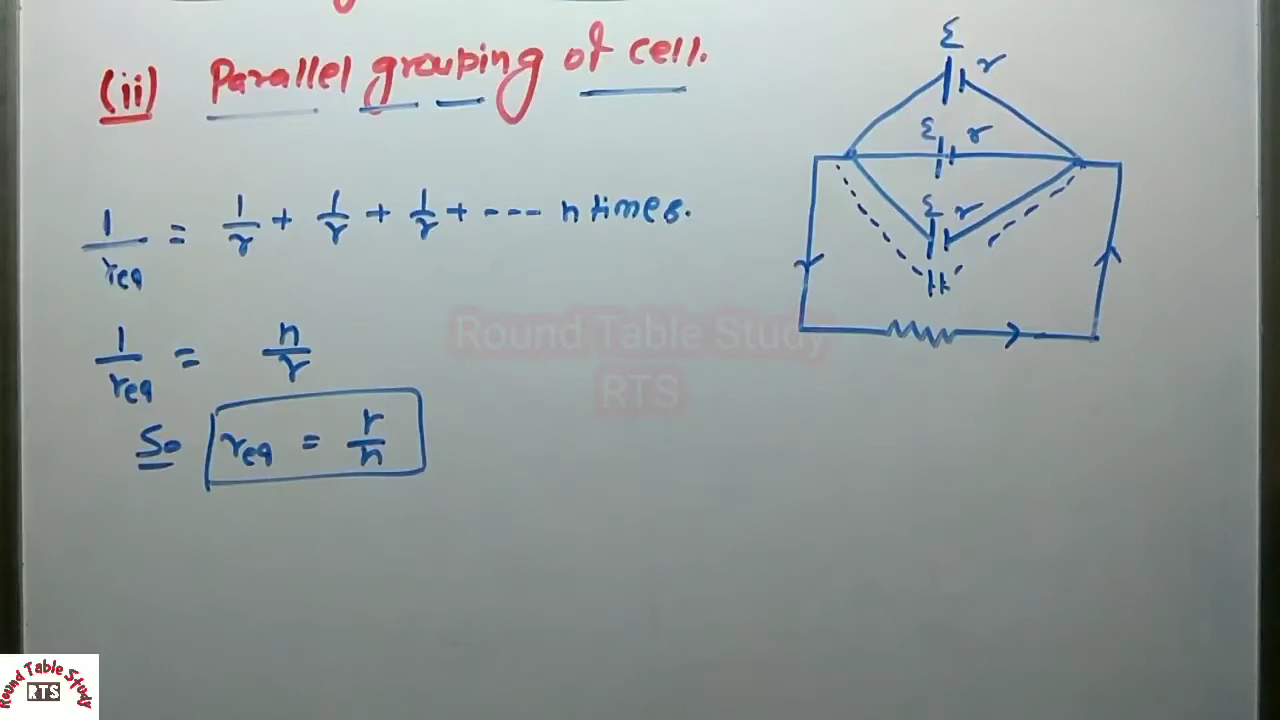 (ii) Parallel grouping of cell.
1/req = 1/r + 1/r + 1/r + --- n times.
1/req = n/r
So req = r/n
Ɛ r
Ɛ r
Ɛ r
Round Table Study
RTS
Round Table Study
RTS